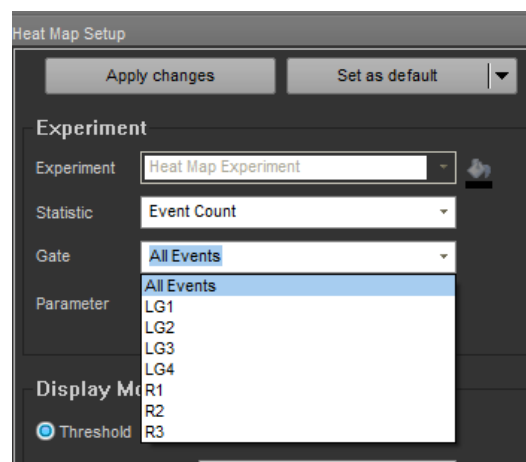 Heat Map Setup
Apply changes
Set as default
Experiment
Experiment
Heat Map Experiment
Statistic
Event Count
Gate
All Events
All Events
Parameter
LG1
LG2
LG3
LG4
R1
R2
R3
Display Mo
Threshold